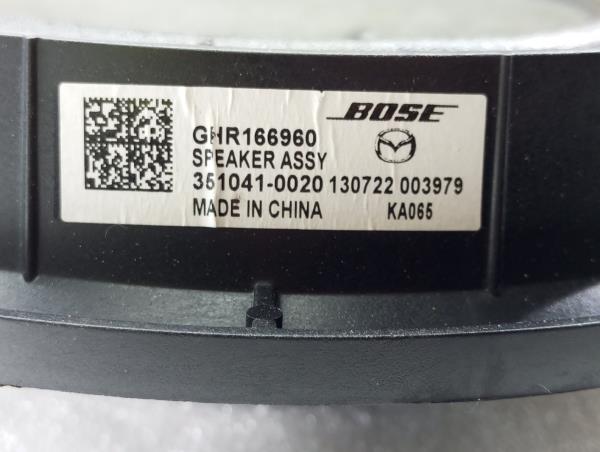 BOSE
GHR166960
SPEAKER ASSY
351041-0020 130722 003979
MADE IN CHINA KA065